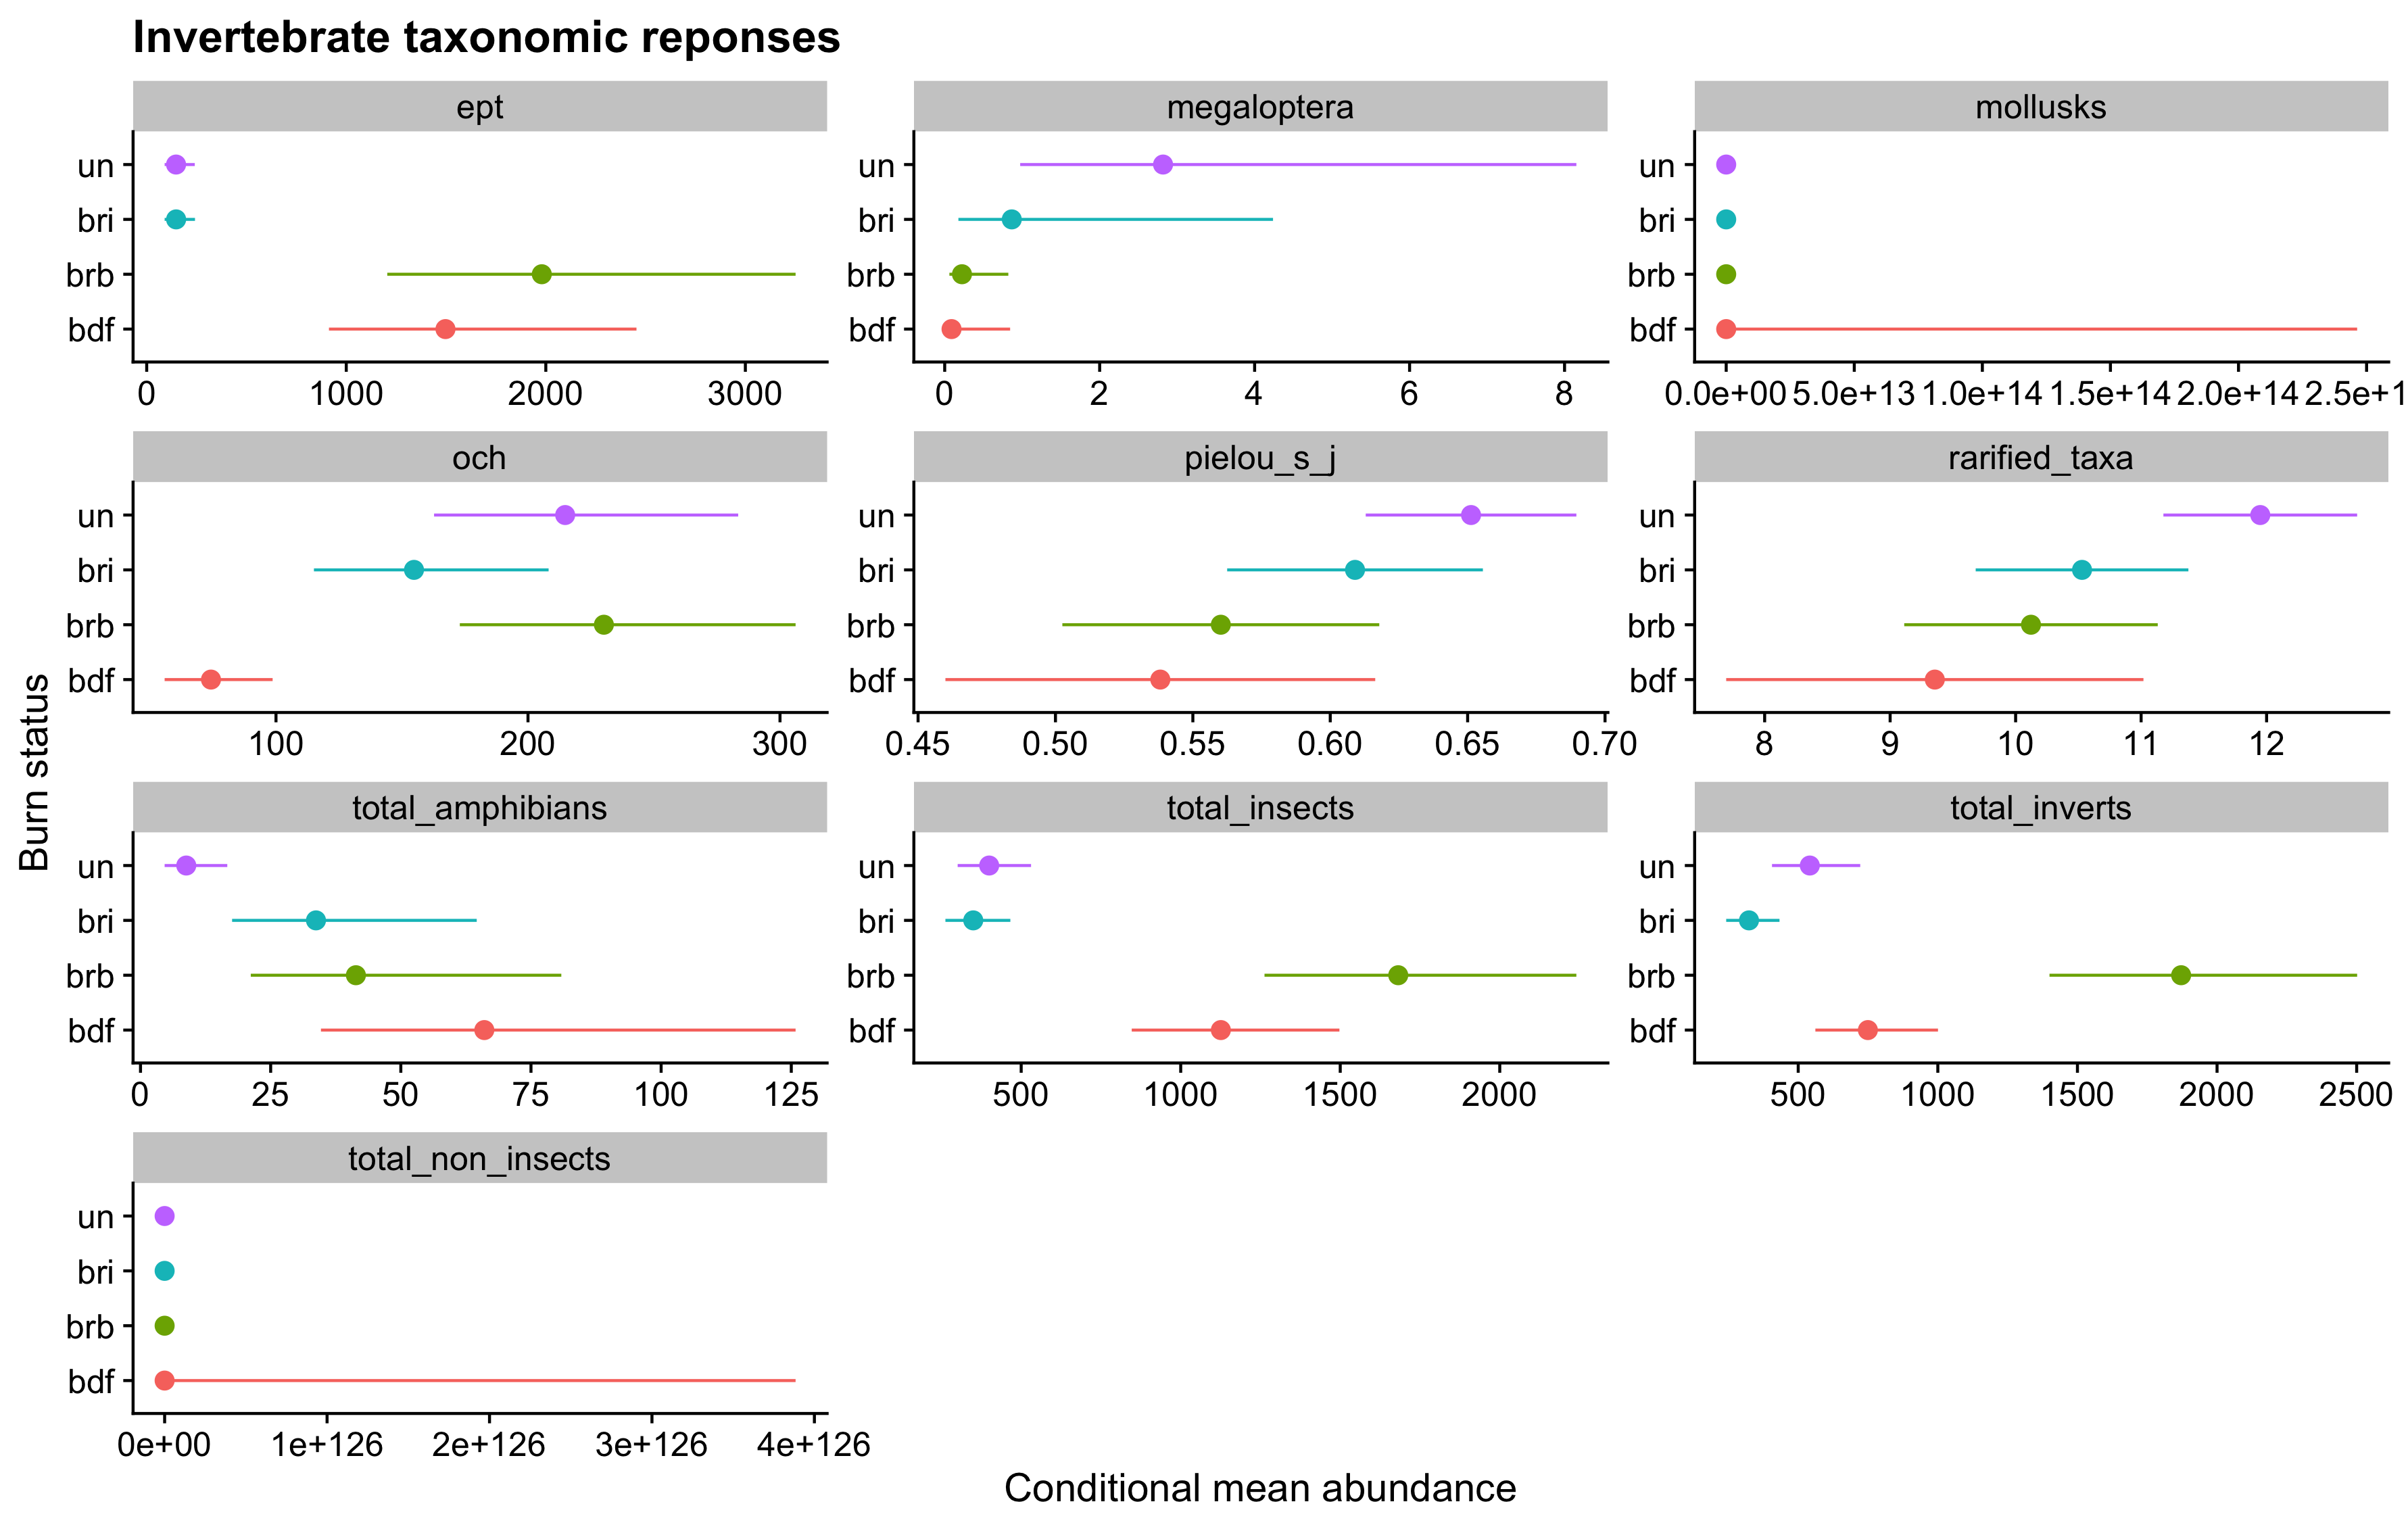 Invertebrate taxonomic reponses
ept
megaloptera
mollusks
un
bri
brb
bdf
0 1000 2000 3000
un
bri
brb
bdf
0 2 4 6 8
un
bri
brb
bdf
0.0e+00 5.0e+13 1.0e+14 1.5e+14 2.0e+14 2.5e+1
och
pielou_s_j
rarified_taxa
un
bri
brb
bdf
100 200 300
un
bri
brb
bdf
0.45 0.50 0.55 0.60 0.65 0.70
un
bri
brb
bdf
8 9 10 11 12
total_amphibians
total_insects
total_inverts
un
bri
brb
bdf
0 25 50 75 100 125
un
bri
brb
bdf
500 1000 1500 2000
un
bri
brb
bdf
500 1000 1500 2000 2500
total_non_insects
un
bri
brb
bdf
0e+00 1e+126 2e+126 3e+126 4e+126
Burn status
Conditional mean abundance